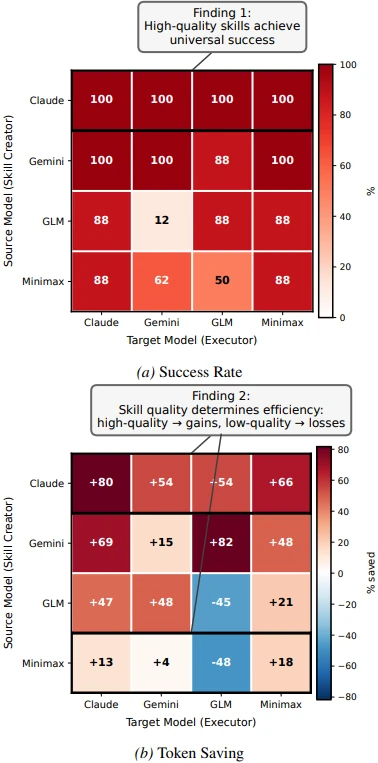 Finding 1:
High-quality skills achieve
universal success
Source Model (Skill Creator)
Claude 100 100 100 100
Gemini 100 100 88 100
GLM 88 12 88 88
Minimax 88 62 50 88
Claude Gemini GLM Minimax
Target Model (Executor)
100
80
60
40
20
0
%
(a) Success Rate
Finding 2:
Skill quality determines efficiency:
high-quality → gains, low-quality → losses
Source Model (Skill Creator)
Claude +80 +54 +54 +66
Gemini +69 +15 +82 +48
GLM +47 +48 -45 +21
Minimax +13 +4 -48 +18
Claude Gemini GLM Minimax
Target Model (Executor)
80
60
40
20
0
−20
−40
−60
−80
% saved
(b) Token Saving